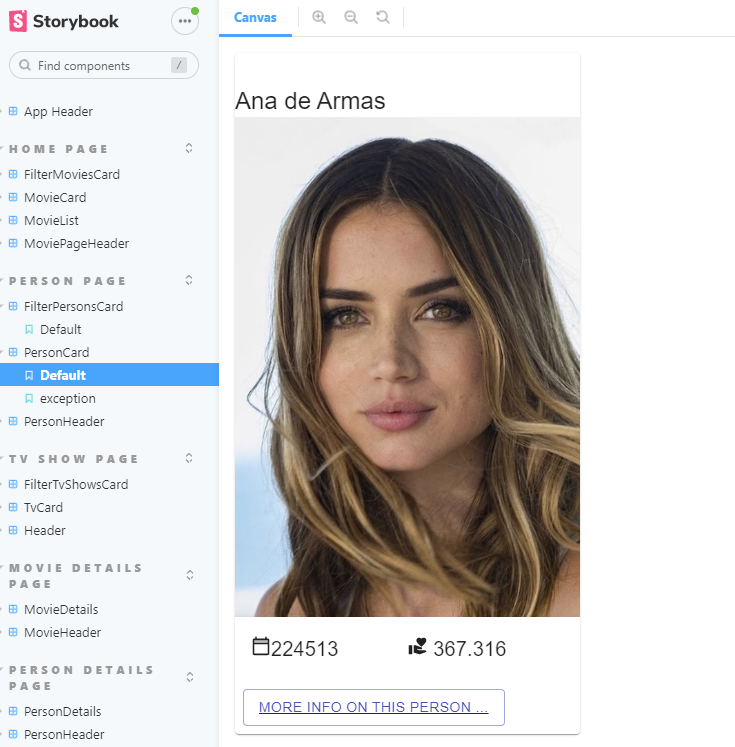 Storybook
Find components
/
App Header
HOME PAGE
FilterMoviesCard
MovieCard
MovieList
MoviePageHeader
PERSON PAGE
FilterPersonsCard
Default
PersonCard
Default
exception
PersonHeader
TV SHOW PAGE
FilterTvShowsCard
TvCard
Header
MOVIE DETAILS
PAGE
MovieDetails
MovieHeader
PERSON DETAILS
PAGE
PersonDetails
PersonHeader
Canvas
Ana de Armas
224513
367.316
MORE INFO ON THIS PERSON ...